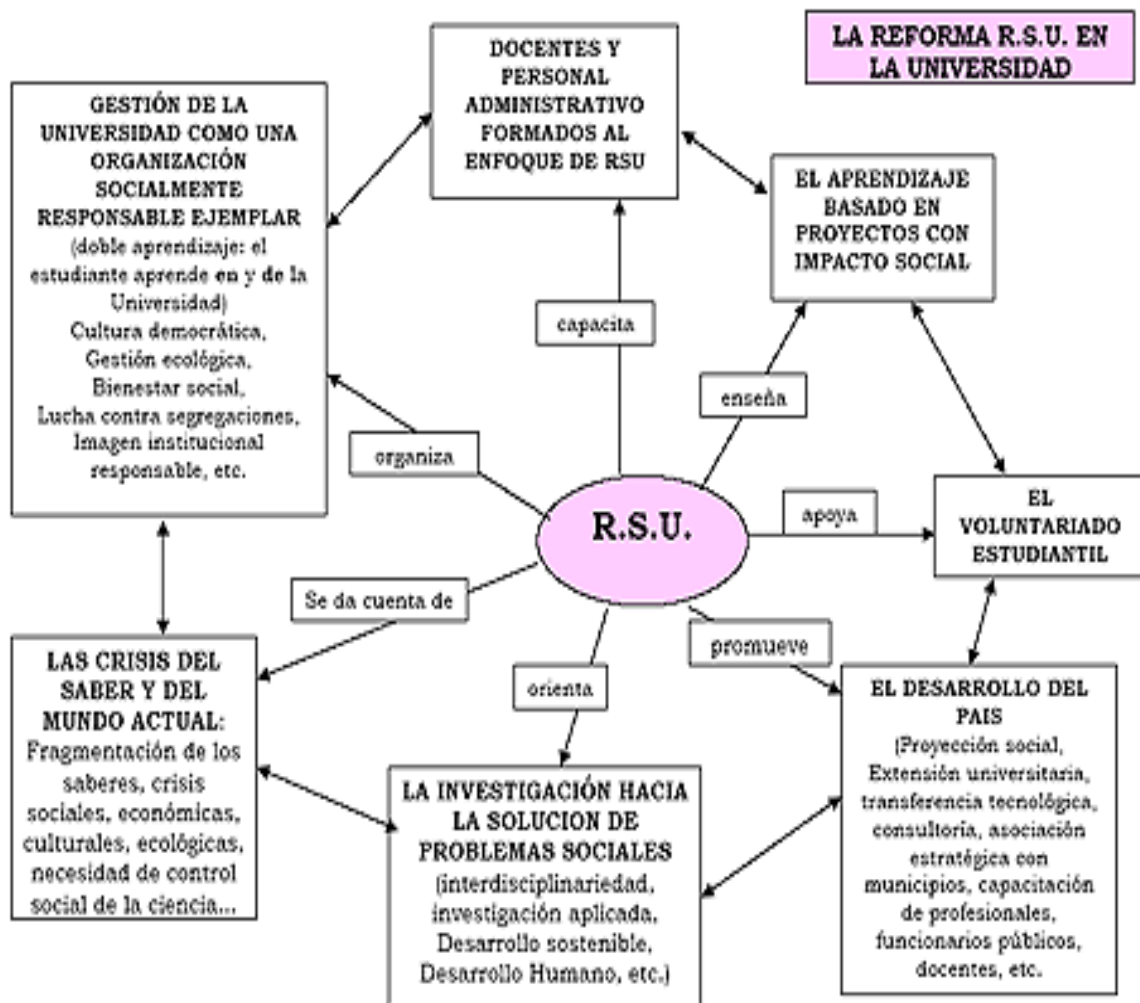 LA REFORMA R.S.U. EN
LA UNIVERSIDAD
DOCENTES Y
PERSONAL
ADMINISTRATIVO
FORMADOS AL
ENFOQUE DE RSU
GESTIÓN DE LA
UNIVERSIDAD COMO UNA
ORGANIZACIÓN
SOCIALMENTE
RESPONSABLE EJEMPLAR
(doble aprendizaje: el
estudiante aprende en y de la
Universidad)
Cultura democrática,
Gestión ecológica,
Bienestar social,
Lucha contra segregaciones,
Imagen institucional
responsable, etc.
EL APRENDIZAJE
BASADO EN
PROYECTOS CON
IMPACTO SOCIAL
capacita
enseña
organiza
R.S.U.
apoya
EL
VOLUNTARIADO
ESTUDIANTIL
Se da cuenta de
promueve
orienta
LAS CRISIS DEL
SABER Y DEL
MUNDO ACTUAL:
Fragmentación de los
saberes, crisis
sociales, económicas,
culturales, ecológicas,
necesidad de control
social de la ciencia...
LA INVESTIGACIÓN HACIA
LA SOLUCION DE
PROBLEMAS SOCIALES
(interdisciplinariedad,
investigación aplicada,
Desarrollo sostenible,
Desarrollo Humano, etc.)
EL DESARROLLO DEL
PAIS
(Proyección social,
Extensión universitaria,
transferencia tecnológica,
consultoría, asociación
estratégica con
municipios, capacitación
de profesionales,
funcionarios públicos,
docentes, etc.